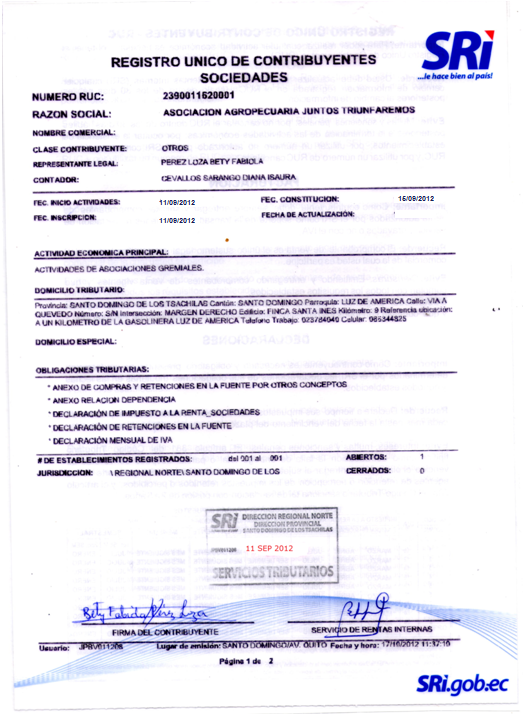 REGISTRO UNICO DE CONTRIBUYENTES
SOCIEDADES
SRi
...le hace bien al país!
NUMERO RUC: 2390011620001
RAZON SOCIAL: ASOCIACION AGROPECUARIA JUNTOS TRIUNFAREMOS
NOMBRE COMERCIAL:
CLASE CONTRIBUYENTE: OTROS
REPRESENTANTE LEGAL: PEREZ LOZA BETY FABIOLA
CONTADOR: CEVALLOS SARANGO DIANA ISAURA
FEC. INICIO ACTIVIDADES: 11/09/2012 FEC. CONSTITUCION: 15/09/2012
FEC. INSCRIPCION: 11/09/2012 FECHA DE ACTUALIZACIÓN:
ACTIVIDAD ECONOMICA PRINCIPAL:
ACTIVIDADES DE ASOCIACIONES GREMIALES.
DOMICILIO TRIBUTARIO:
Provincia: SANTO DOMINGO DE LOS TSACHILAS Cantón: SANTO DOMINGO Parroquia: LUZ DE AMERICA Calle: VIA A
QUEVEDO Número: S/N Intersección: MARGEN DERECHO Edificio: FINCA SANTA INES Kilómetro: 9 Referencia ubicación:
A UN KILOMETRO DE LA GASOLINERA LUZ DE AMERICA Telefono Trabajo: 023784040 Celular: 985344825
DOMICILIO ESPECIAL:
OBLIGACIONES TRIBUTARIAS:
* ANEXO DE COMPRAS Y RETENCIONES EN LA FUENTE POR OTROS CONCEPTOS
* ANEXO RELACION DEPENDENCIA
* DECLARACIÓN DE IMPUESTO A LA RENTA_SOCIEDADES
* DECLARACIÓN DE RETENCIONES EN LA FUENTE
* DECLARACIÓN MENSUAL DE IVA
# DE ESTABLECIMIENTOS REGISTRADOS: del 001 al 001 ABIERTOS: 1
JURISDICCION: \ REGIONAL NORTE\ SANTO DOMINGO DE LOS CERRADOS: 0
SRi DIRECCION REGIONAL NORTE
DIRECCION PROVINCIAL
SANTO DOMINGO DE LOS TSACHILAS
11 SEP 2012
SERVICIOS TRIBUTARIOS
FIRMA DEL CONTRIBUYENTE SERVICIO DE RENTAS INTERNAS
Usuario: JPBV011208 Lugar de emisión: SANTO DOMINGO/AV. QUITO Fecha y hora: 17/10/2012 11:37:10
Página 1 de 2
SRi.gob.ec